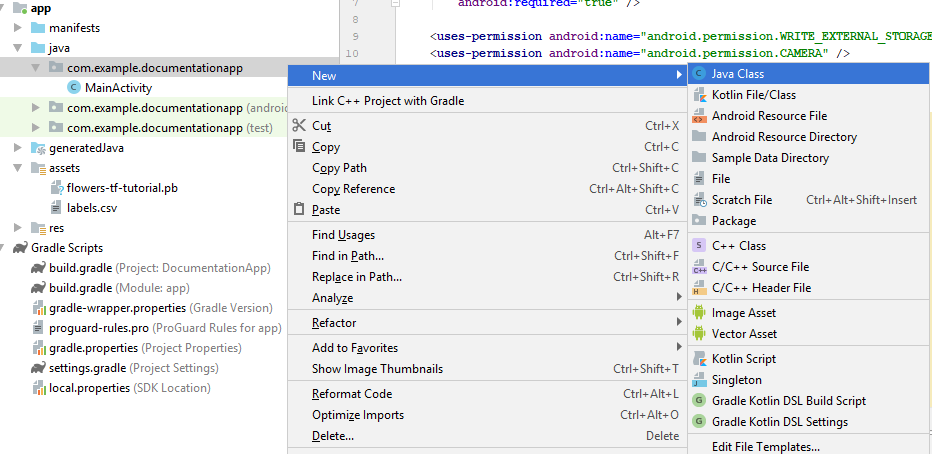 app
manifests
java
com.example.documentationapp
MainActivity
com.example.documentationapp (android
com.example.documentationapp (test)
generatedJava
assets
flowers-tf-tutorial.pb
labels.csv
res
Gradle Scripts
build.gradle (Project: DocumentationApp)
build.gradle (Module: app)
gradle-wrapper.properties (Gradle Version)
proguard-rules.pro (ProGuard Rules for app)
gradle.properties (Project Properties)
settings.gradle (Project Settings)
local.properties (SDK Location)
7 android:required="true" />
8
9 <uses-permission android:name="android.permission.WRITE_EXTERNAL_STORAGE
10 <uses-permission android:name="android.permission.CAMERA" />
New
Link C++ Project with Gradle
Cut Ctrl+X
Copy Ctrl+C
Copy Path Ctrl+Shift+C
Copy Reference Ctrl+Alt+Shift+C
Paste Ctrl+V
Find Usages Alt+F7
Find in Path... Ctrl+Shift+F
Replace in Path... Ctrl+Shift+R
Analyze
Refactor
Add to Favorites
Show Image Thumbnails Ctrl+Shift+T
Reformat Code Ctrl+Alt+L
Optimize Imports Ctrl+Alt+O
Delete... Delete
Java Class
Kotlin File/Class
Android Resource File
Android Resource Directory
Sample Data Directory
File
Scratch File Ctrl+Alt+Shift+Insert
Package
C++ Class
C/C++ Source File
C/C++ Header File
Image Asset
Vector Asset
Kotlin Script
Singleton
Gradle Kotlin DSL Build Script
Gradle Kotlin DSL Settings
Edit File Templates...